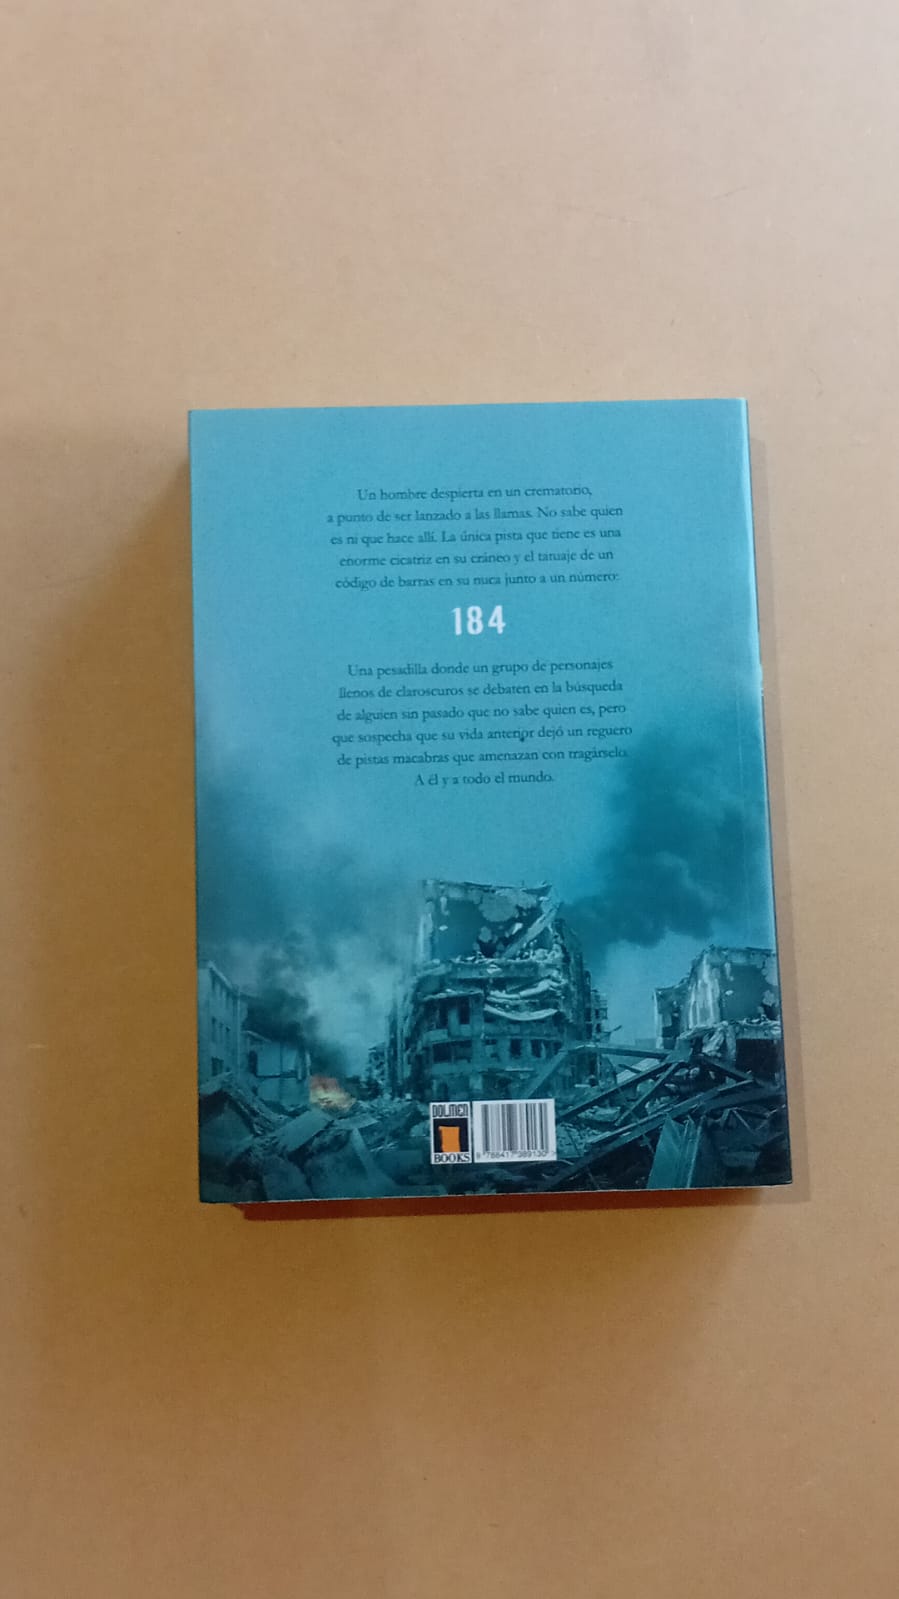 Un hombre despierta en un crematorio,
a punto de ser lanzado a las llamas. No sabe quien
es ni que hace allí. La única pista que tiene es una
enorme cicatriz en su cráneo y el tatuaje de un
código de barras en su nuca junto a un número:
184
Una pesadilla donde un grupo de personajes
llenos de claroscuros se debaten en la búsqueda
de alguien sin pasado que no sabe quien es, pero
que sospecha que su vida anterior dejó un reguero
de pistas macabras que amenazan con tragárselo.
A él y a todo el mundo.
DOLMEN
BOOKS
9 788417 389130 >